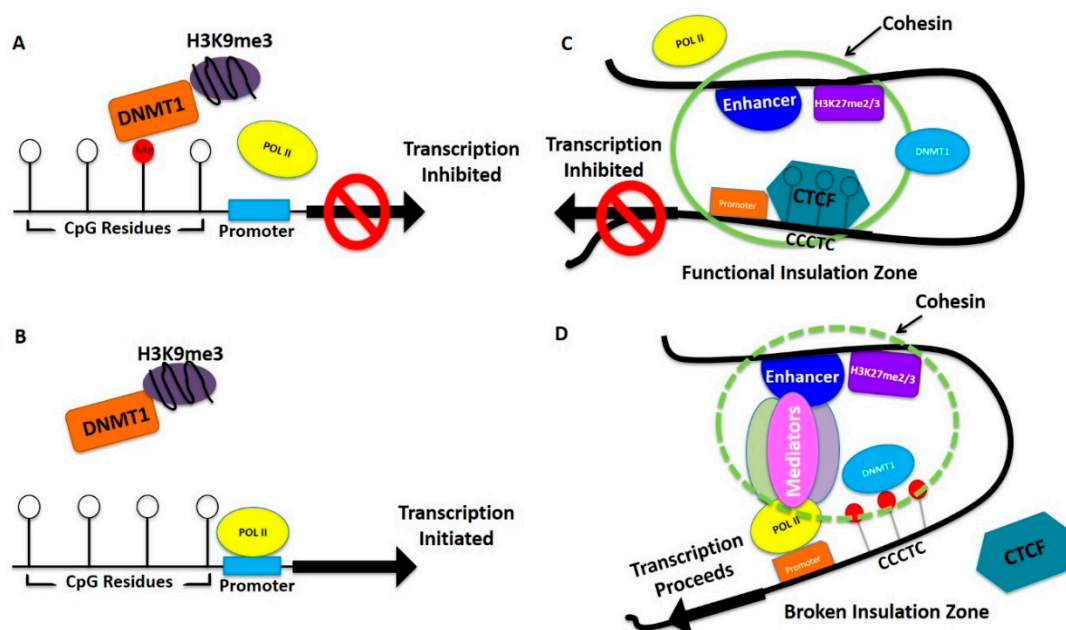 A
H3K9me3
DNMT1
Me
POL II
Transcription
Inhibited
CpG Residues
Promoter
B
H3K9me3
DNMT1
POL II
Transcription
Initiated
CpG Residues
Promoter
C
Cohesin
POL II
Enhancer
H3K27me2/3
Transcription
Inhibited
DNMT1
Promoter
CTCF
CCCTC
Functional Insulation Zone
D
Cohesin
Enhancer
H3K27me2/3
Mediators
DNMT1
POL II
Promoter
CCCTC
CTCF
Transcription
Proceeds
Broken Insulation Zone